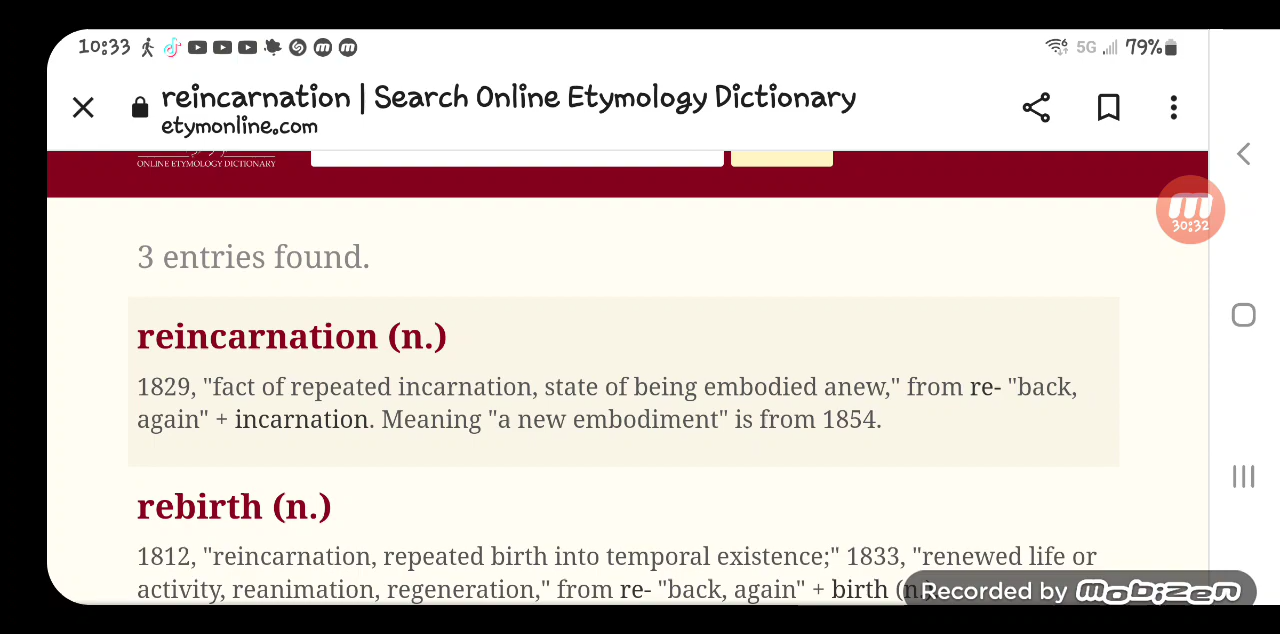 10:33 5G 79%
reincarnation | Search Online Etymology Dictionary
etymonline.com
ONLINE ETYMOLOGY DICTIONARY
30:32
3 entries found.
reincarnation (n.)
1829, "fact of repeated incarnation, state of being embodied anew," from re- "back,
again" + incarnation. Meaning "a new embodiment" is from 1854.
rebirth (n.)
1812, "reincarnation, repeated birth into temporal existence;" 1833, "renewed life or
activity, reanimation, regeneration," from re- "back, again" + birth (n
Recorded by mobizen